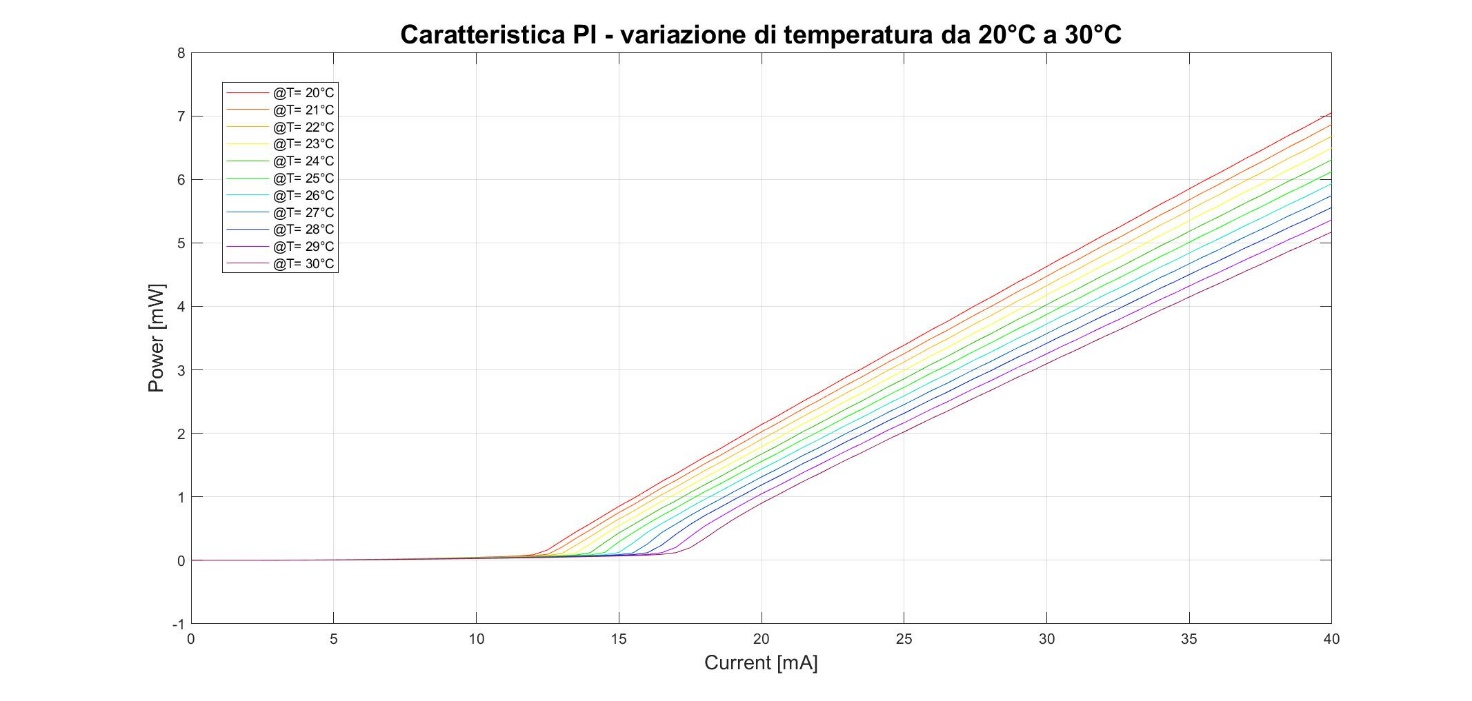 Caratteristica PI - variazione di temperatura da 20°C a 30°C
8
7
6
5
4
3
2
1
0
-1
Power [mW]
@T= 20°C
@T= 21°C
@T= 22°C
@T= 23°C
@T= 24°C
@T= 25°C
@T= 26°C
@T= 27°C
@T= 28°C
@T= 29°C
@T= 30°C
0 5 10 15 20 25 30 35 40
Current [mA]